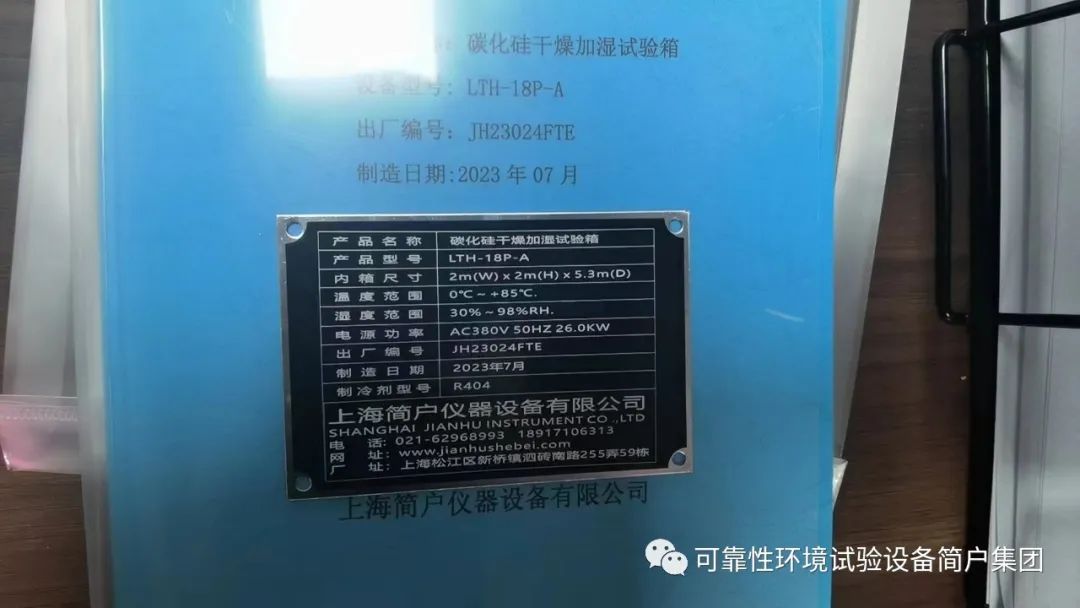 称: 碳化硅干燥加湿试验箱
设备型号: LTH-18P-A
出厂编号: JH23024FTE
制造日期:2023 年 07 月
产品名称 碳化硅干燥加湿试验箱
产品型号 LTH-18P-A
内箱尺寸 2m(W) x 2m(H) x 5.3m(D)
温度范围 0℃ ~ +85℃.
湿度范围 30% ~ 98%RH.
电源功率 AC380V 50HZ 26.0KW
出厂编号 JH23024FTE
制造日期 2023年7月
制冷剂型号 R404
上海简户仪器设备有限公司
SHANGHAI JIANHU INSTRUMENT CO.,LTD
电话: 021-62968993 18917106313
网址: www.jianhushebei.com
厂址: 上海松江区新桥镇泗砖南路255弄59栋
上海简户仪器设备有限公司
可靠性环境试验设备简户集团